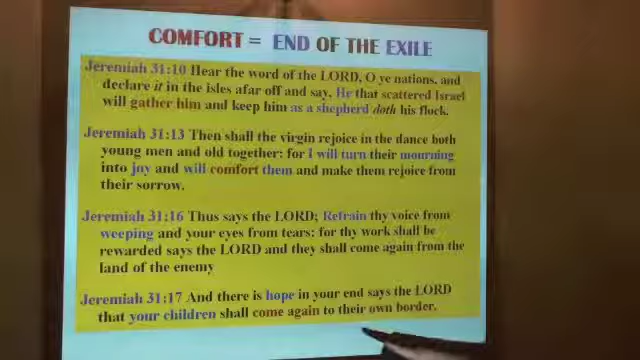 COMFORT = END OF THE EXILE
Jeremiah 31:10 Hear the word of the LORD, O ye nations, and
declare it in the isles afar off and say, He that scattered Israel
will gather him and keep him as a shepherd doth his flock.
Jeremiah 31:13 Then shall the virgin rejoice in the dance both
young men and old together: for I will turn their mourning
into joy and will comfort them and make them rejoice from
their sorrow.
Jeremiah 31:16 Thus says the LORD; Refrain thy voice from
weeping and your eyes from tears: for thy work shall be
rewarded says the LORD and they shall come again from the
land of the enemy
Jeremiah 31:17 And there is hope in your end says the LORD
that your children shall come again to their own border.